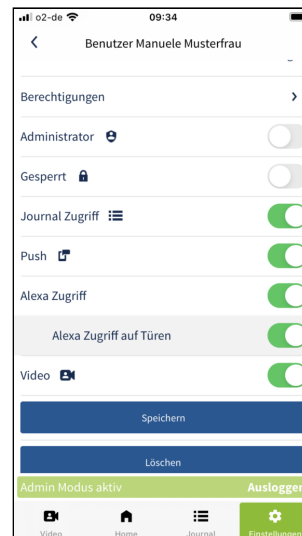 o2-de 09:34
Benutzer Manuele Musterfrau
Berechtigungen
Administrator
Gesperrt
Journal Zugriff
Push
Alexa Zugriff
Alexa Zugriff auf Türen
Video
Speichern
Löschen
Admin Modus aktiv Ausloggen
Video Home Journal Einstellungen